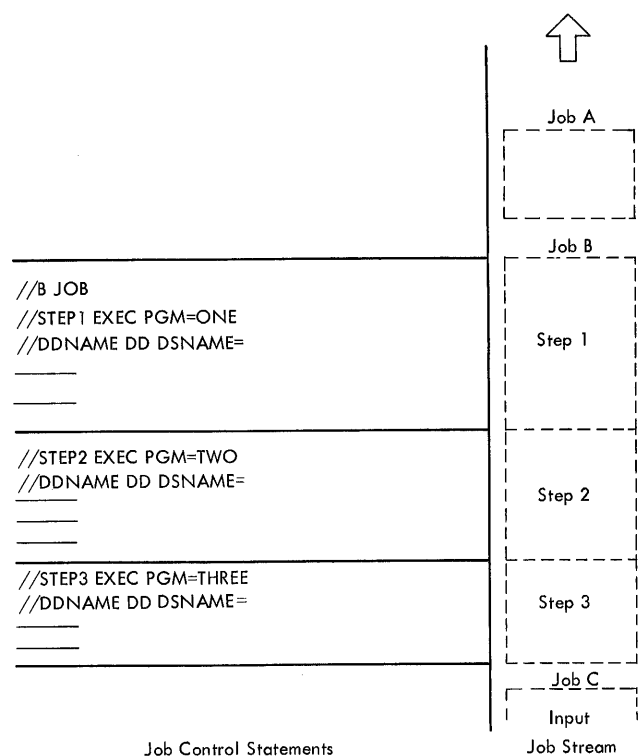 Job A
Job B
//B JOB
//STEP1 EXEC PGM=ONE
//DDNAME DD DSNAME=
Step 1
//STEP2 EXEC PGM=TWO
//DDNAME DD DSNAME=
Step 2
//STEP3 EXEC PGM=THREE
//DDNAME DD DSNAME=
Step 3
Job C
Input
Job Control Statements
Job Stream